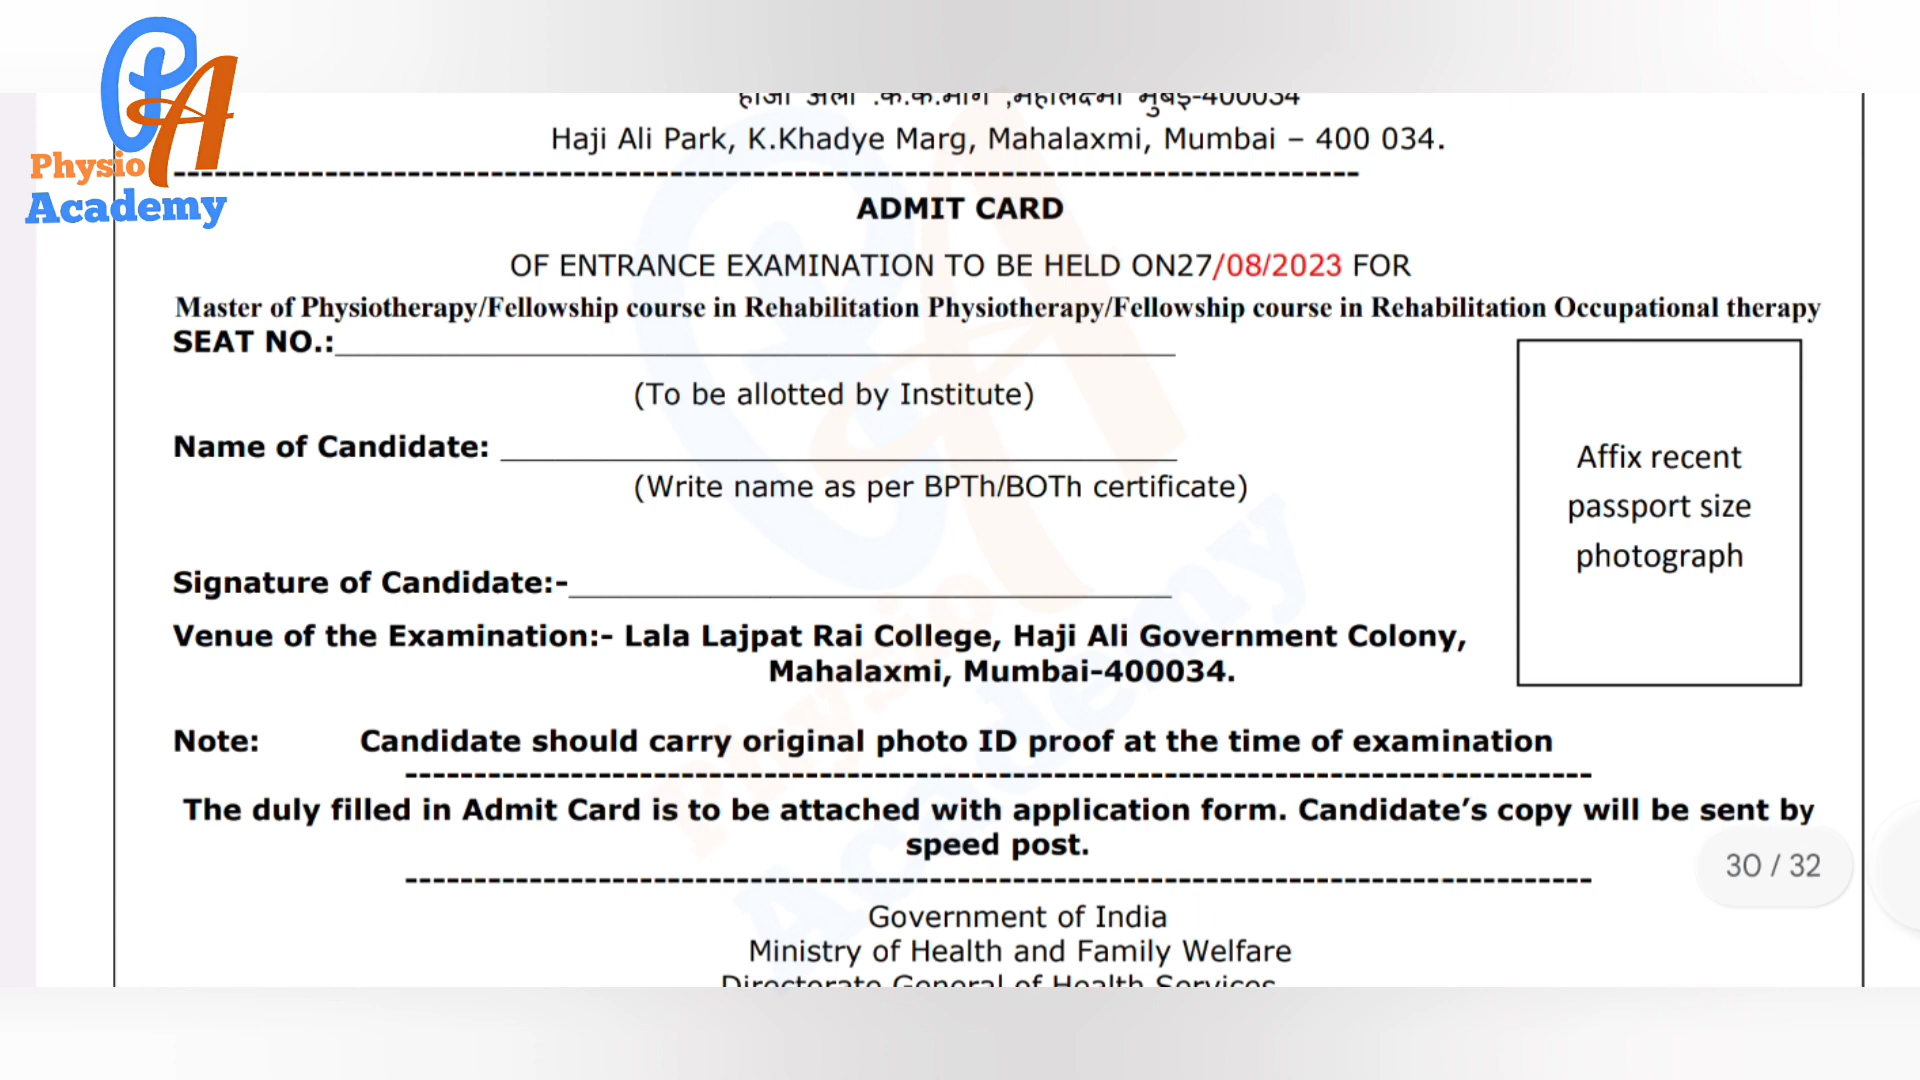 Physio
Academy
हाजी अली .क.क.मार्ग ,महालक्ष्मी मुंबई-400034
Haji Ali Park, K.Khadye Marg, Mahalaxmi, Mumbai – 400 034.
ADMIT CARD
OF ENTRANCE EXAMINATION TO BE HELD ON27/08/2023 FOR
Master of Physiotherapy/Fellowship course in Rehabilitation Physiotherapy/Fellowship course in Rehabilitation Occupational therapy
SEAT NO.:
(To be allotted by Institute)
Name of Candidate:
(Write name as per BPTh/BOTh certificate)
Affix recent
passport size
photograph
Signature of Candidate:-
Venue of the Examination:- Lala Lajpat Rai College, Haji Ali Government Colony,
Mahalaxmi, Mumbai-400034.
Note: Candidate should carry original photo ID proof at the time of examination
The duly filled in Admit Card is to be attached with application form. Candidate’s copy will be sent by
speed post.
30 / 32
Government of India
Ministry of Health and Family Welfare
Directorate General of Health Services